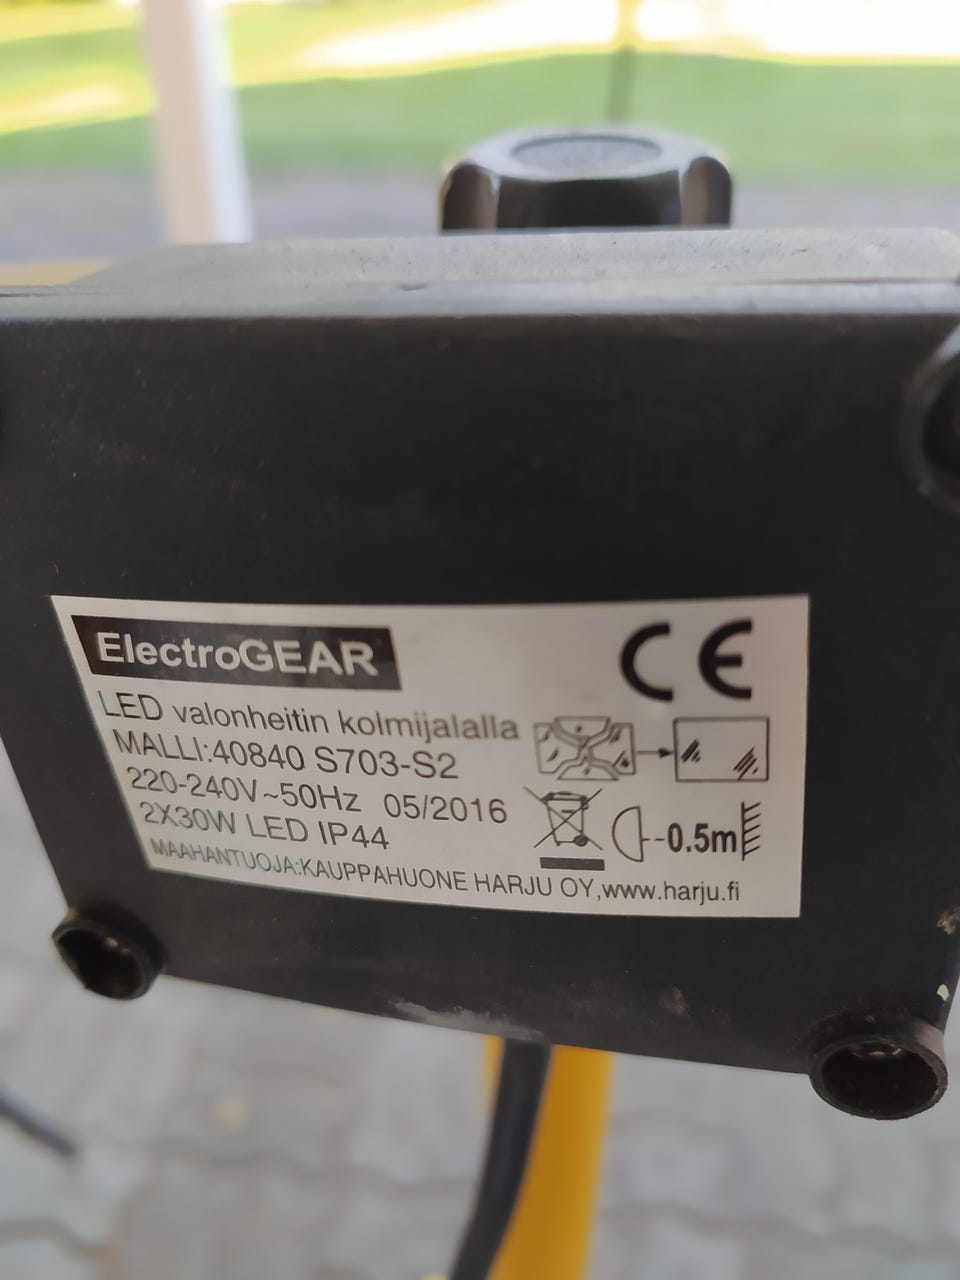 ElectroGEAR
CE
LED valonheitin kolmijalalla
MALLI:40840 S703-S2
220-240V~50Hz 05/2016
2X30W LED IP44
-0.5m
MAAHANTUOJA:KAUPPAHUONE HARJU OY,www.harju.fi